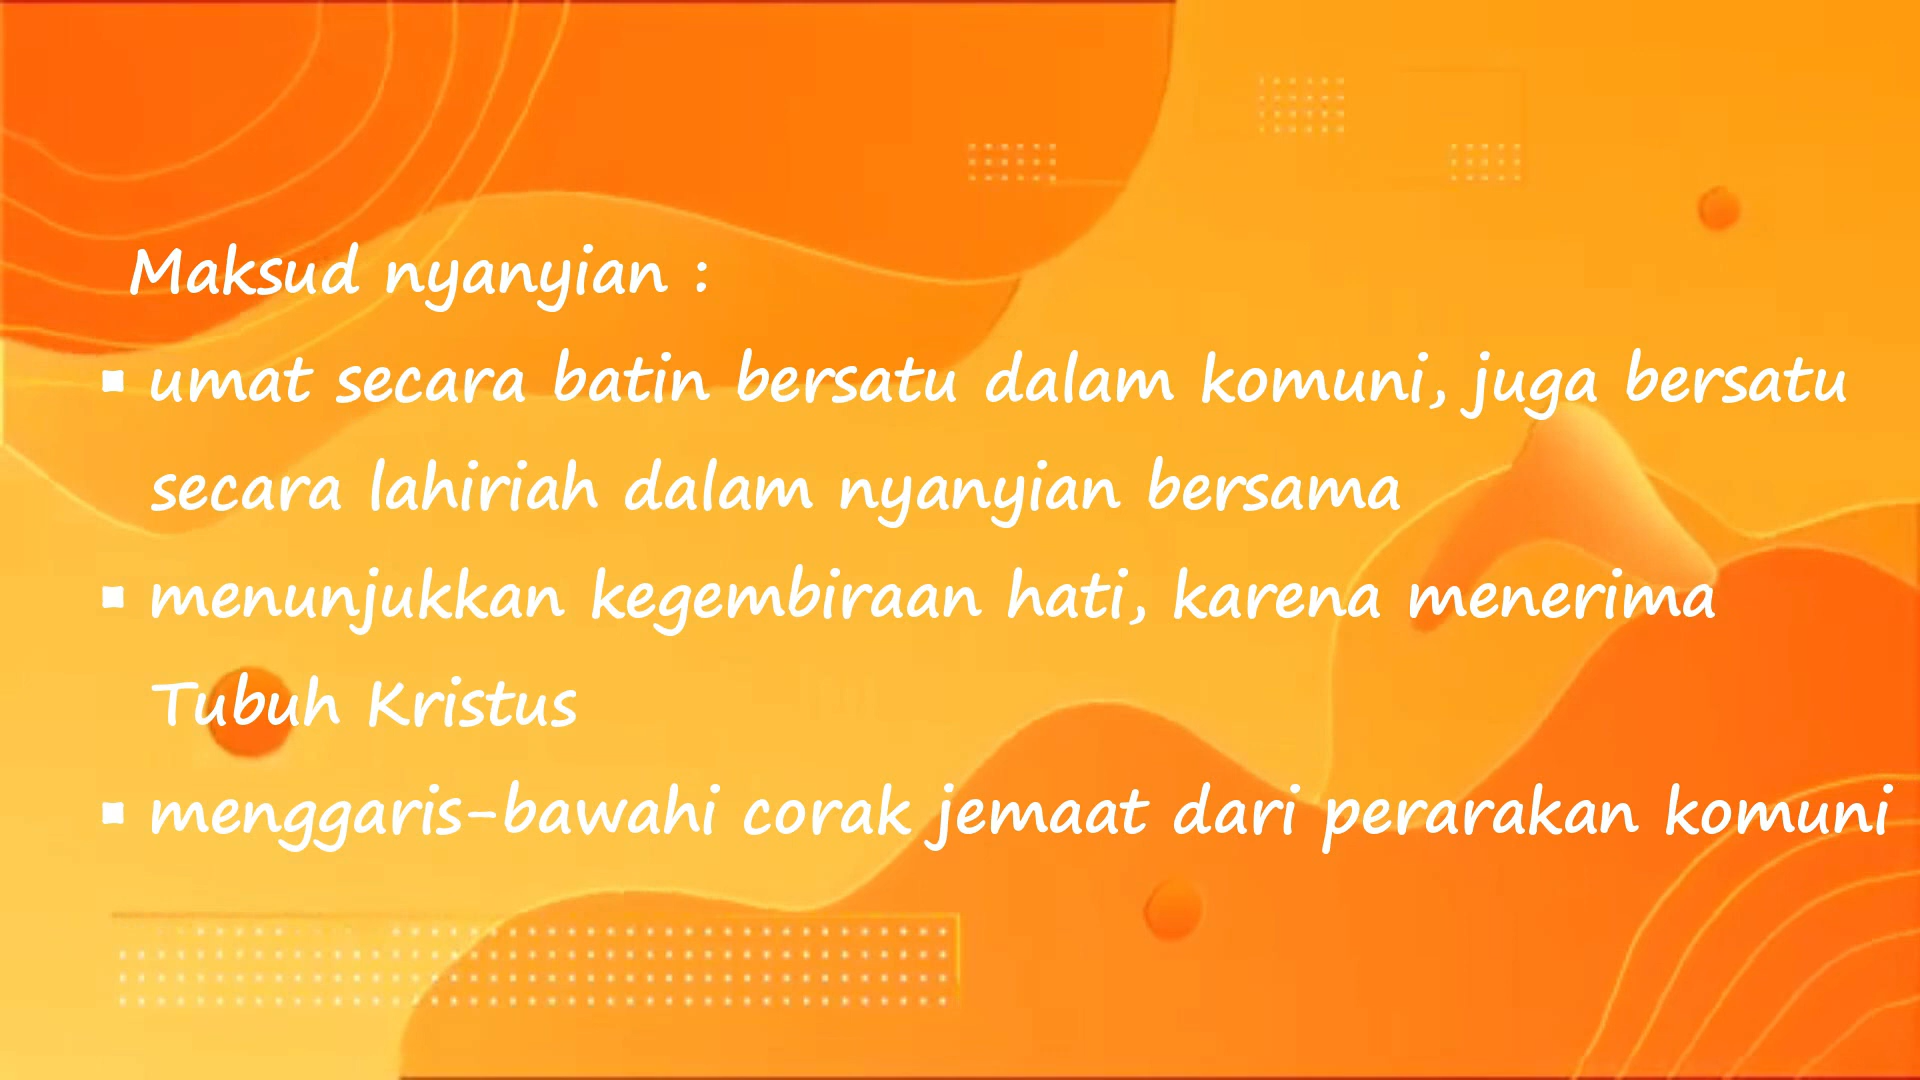 Maksud nyanyian :
▪ umat secara batin bersatu dalam komuni, juga bersatu
secara lahiriah dalam nyanyian bersama
▪ menunjukkan kegembiraan hati, karena menerima
Tubuh Kristus
▪ menggaris-bawahi corak jemaat dari perarakan komuni